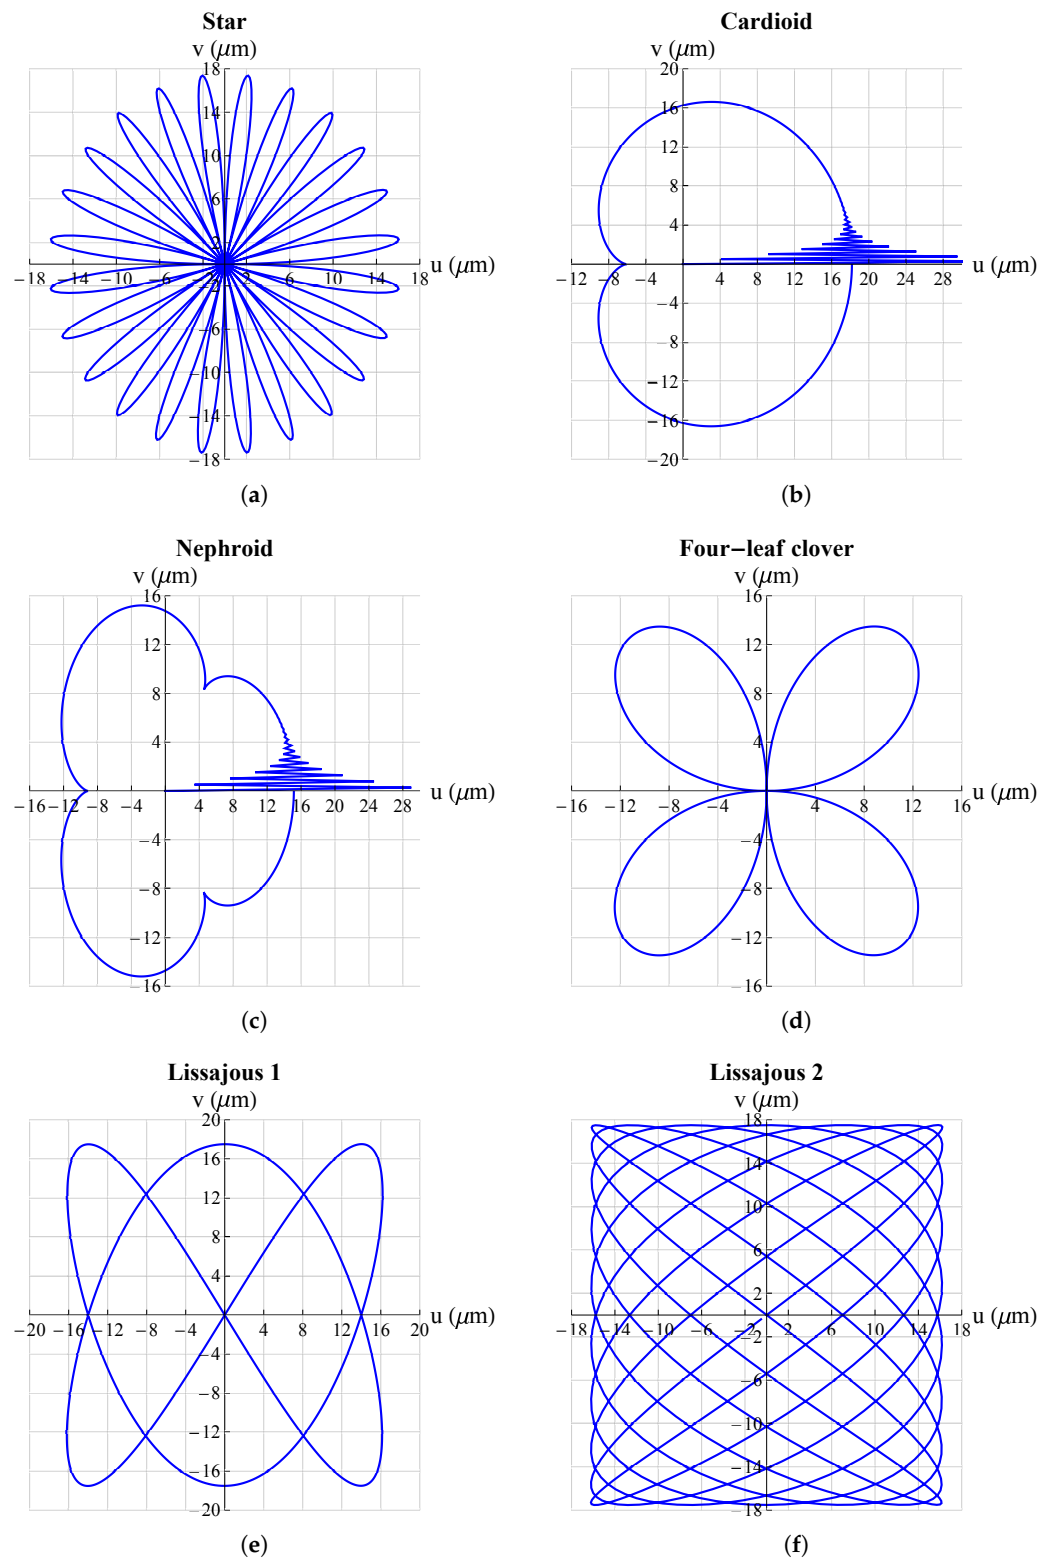 Star
v (μm)
18
14
10
6
2
−18 −14 −10 −6 −2 2 6 10 14 18 u (μm)
−2
−6
−10
−14
−18
(a)
Cardioid
v (μm)
20
16
12
8
4
−12 −8 −4 4 8 12 16 20 24 28 u (μm)
−4
−8
−12
−16
−20
(b)
Nephroid
v (μm)
16
12
8
4
−16 −12 −8 −4 4 8 12 16 20 24 28 u (μm)
−4
−8
−12
−16
(c)
Four−leaf clover
v (μm)
16
12
8
4
−16 −12 −8 −4 4 8 12 16 u (μm)
−4
−8
−12
−16
(d)
Lissajous 1
v (μm)
20
16
12
8
4
−20 −16 −12 −8 −4 4 8 12 16 20 u (μm)
−4
−8
−12
−16
−20
(e)
Lissajous 2
v (μm)
18
14
10
6
2
−18 −14 −10 −6 −2 2 6 10 14 18 u (μm)
−2
−6
−10
−14
−18
(f)